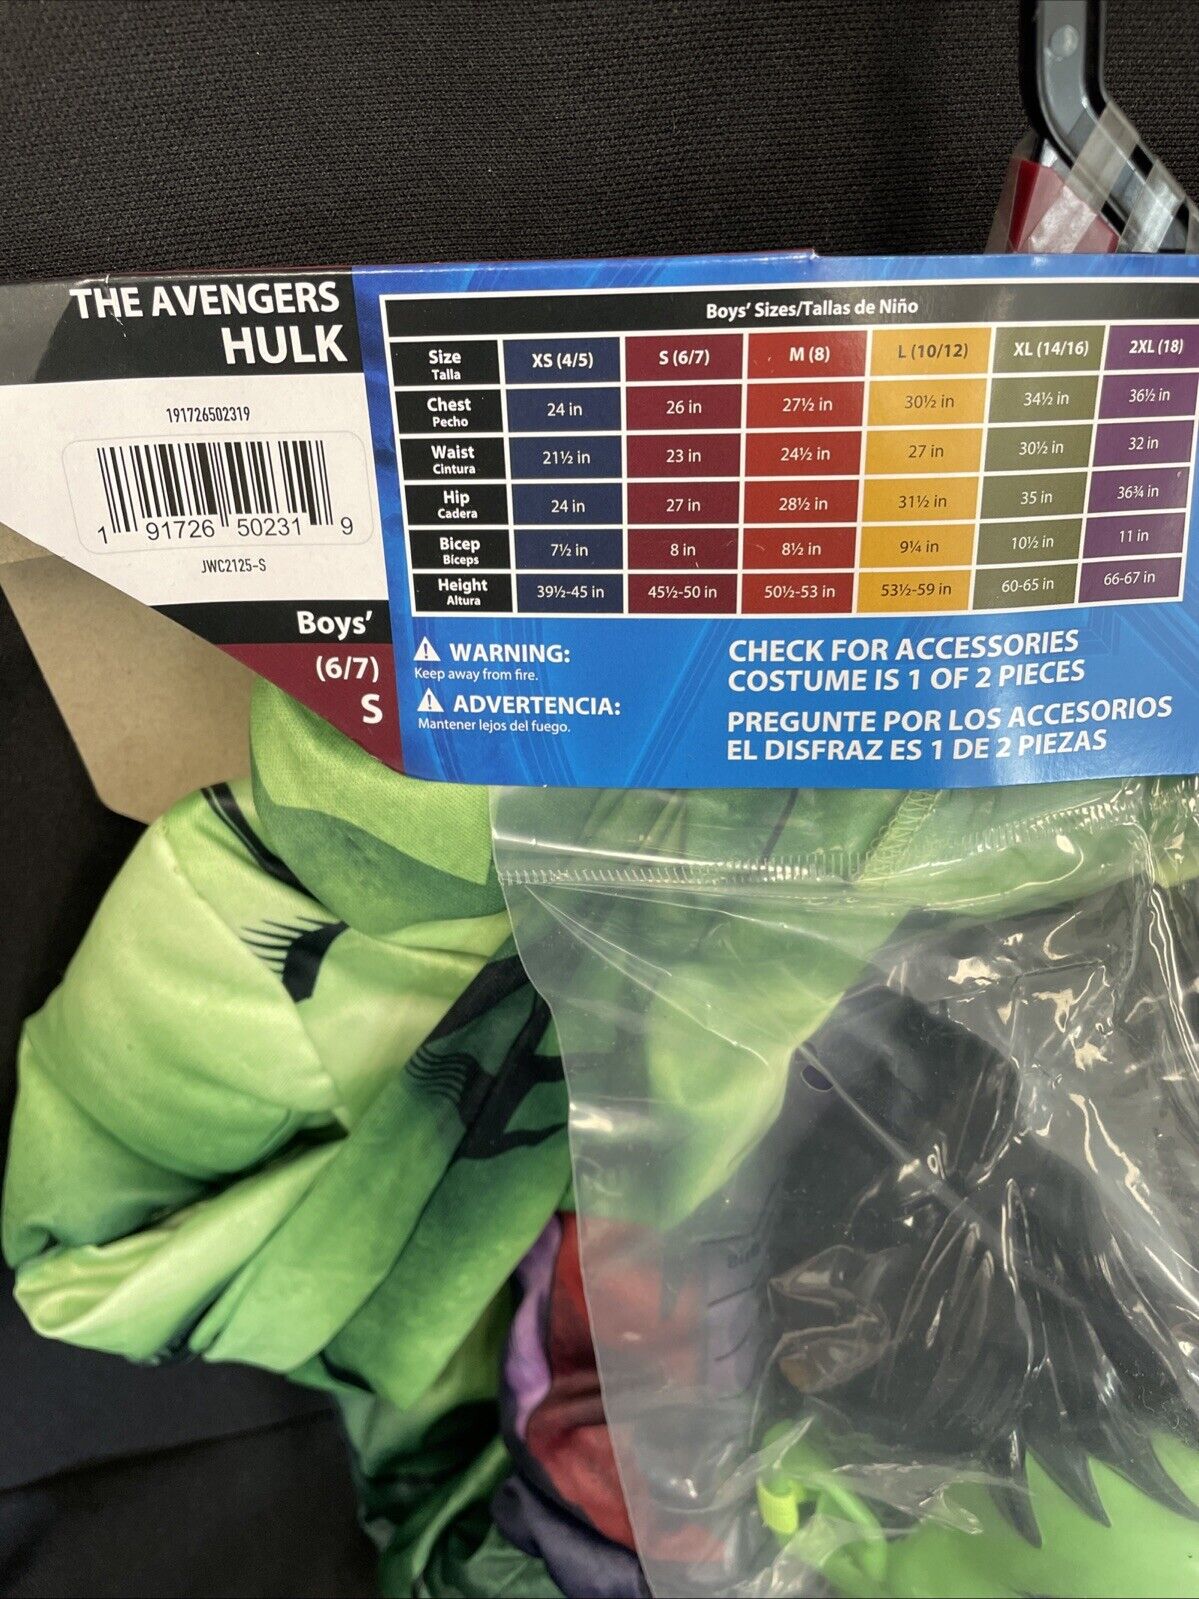 THE AVENGERS
HULK
191726502319
1 91726 50231 9
JWC2125-S
Boys'
(6/7)
S
Boys' Sizes/Tallas de Niño
Size XS (4/5) S (6/7) M (8) L (10/12) XL (14/16) 2XL (18)
Talla
Chest 24 in 26 in 27½ in 30½ in 34½ in 36½ in
Pecho
Waist 21½ in 23 in 24½ in 27 in 30½ in 32 in
Cintura
Hip 24 in 27 in 28½ in 31½ in 35 in 36¾ in
Cadera
Bicep 7½ in 8 in 8½ in 9¼ in 10½ in 11 in
Bíceps
Height 39½-45 in 45½-50 in 50½-53 in 53½-59 in 60-65 in 66-67 in
Altura
⚠ WARNING:
Keep away from fire.
⚠ ADVERTENCIA:
Mantener lejos del fuego.
CHECK FOR ACCESSORIES
COSTUME IS 1 OF 2 PIECES
PREGUNTE POR LOS ACCESORIOS
EL DISFRAZ ES 1 DE 2 PIEZAS